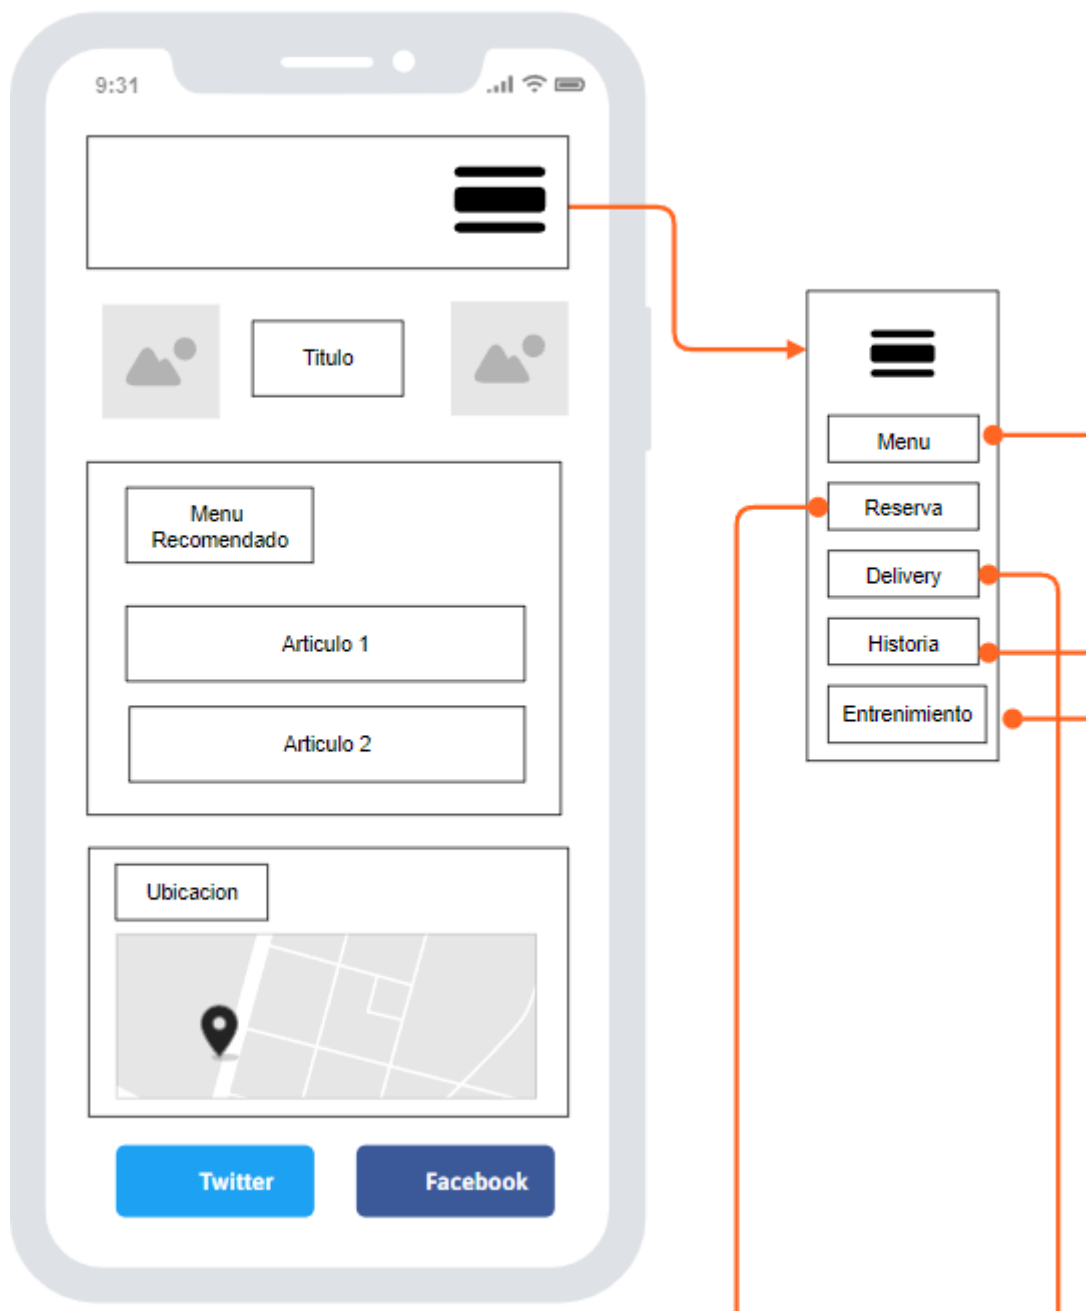 9:31
Titulo
Menu
Recomendado
Articulo 1
Articulo 2
Ubicacion
Twitter
Facebook
Menu
Reserva
Delivery
Historia
Entrenimiento